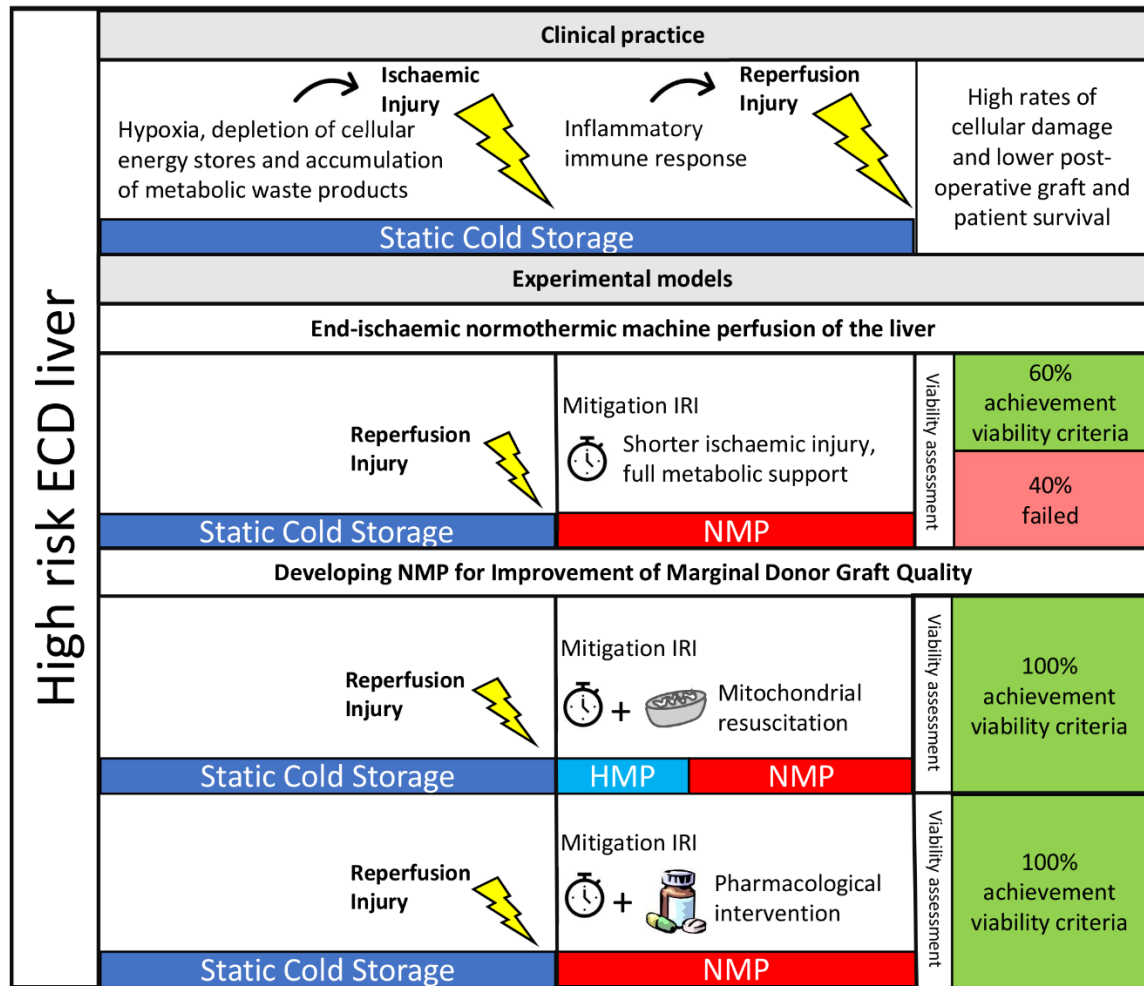 High risk ECD liver
Clinical practice
Ischaemic
Injury
Hypoxia, depletion of cellular
energy stores and accumulation
of metabolic waste products
Reperfusion
Injury
Inflammatory
immune response
Static Cold Storage
High rates of
cellular damage
and lower post-
operative graft and
patient survival
Experimental models
End-ischaemic normothermic machine perfusion of the liver
Reperfusion
Injury
Static Cold Storage
Mitigation IRI
Shorter ischaemic injury,
full metabolic support
NMP
Viability assessment
60%
achievement
viability criteria
40%
failed
Developing NMP for Improvement of Marginal Donor Graft Quality
Reperfusion
Injury
Static Cold Storage
Mitigation IRI
+
Mitochondrial
resuscitation
HMP
NMP
Viability assessment
100%
achievement
viability criteria
Reperfusion
Injury
Static Cold Storage
Mitigation IRI
+
Pharmacological
intervention
NMP
Viability assessment
100%
achievement
viability criteria